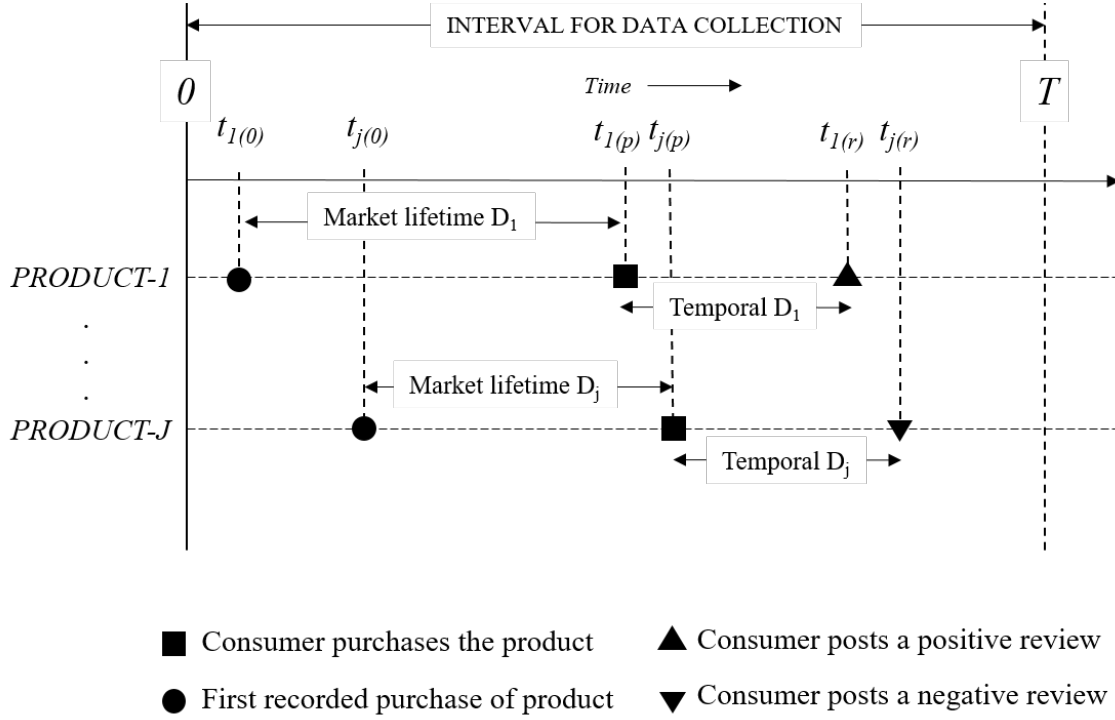 INTERVAL FOR DATA COLLECTION
0
Time
T
t1(0)
tj(0)
t1(p)
tj(p)
t1(r)
tj(r)
Market lifetime D1
PRODUCT-1
Temporal D1
.
.
.
Market lifetime Dj
PRODUCT-J
Temporal Dj
Consumer purchases the product
Consumer posts a positive review
First recorded purchase of product
Consumer posts a negative review